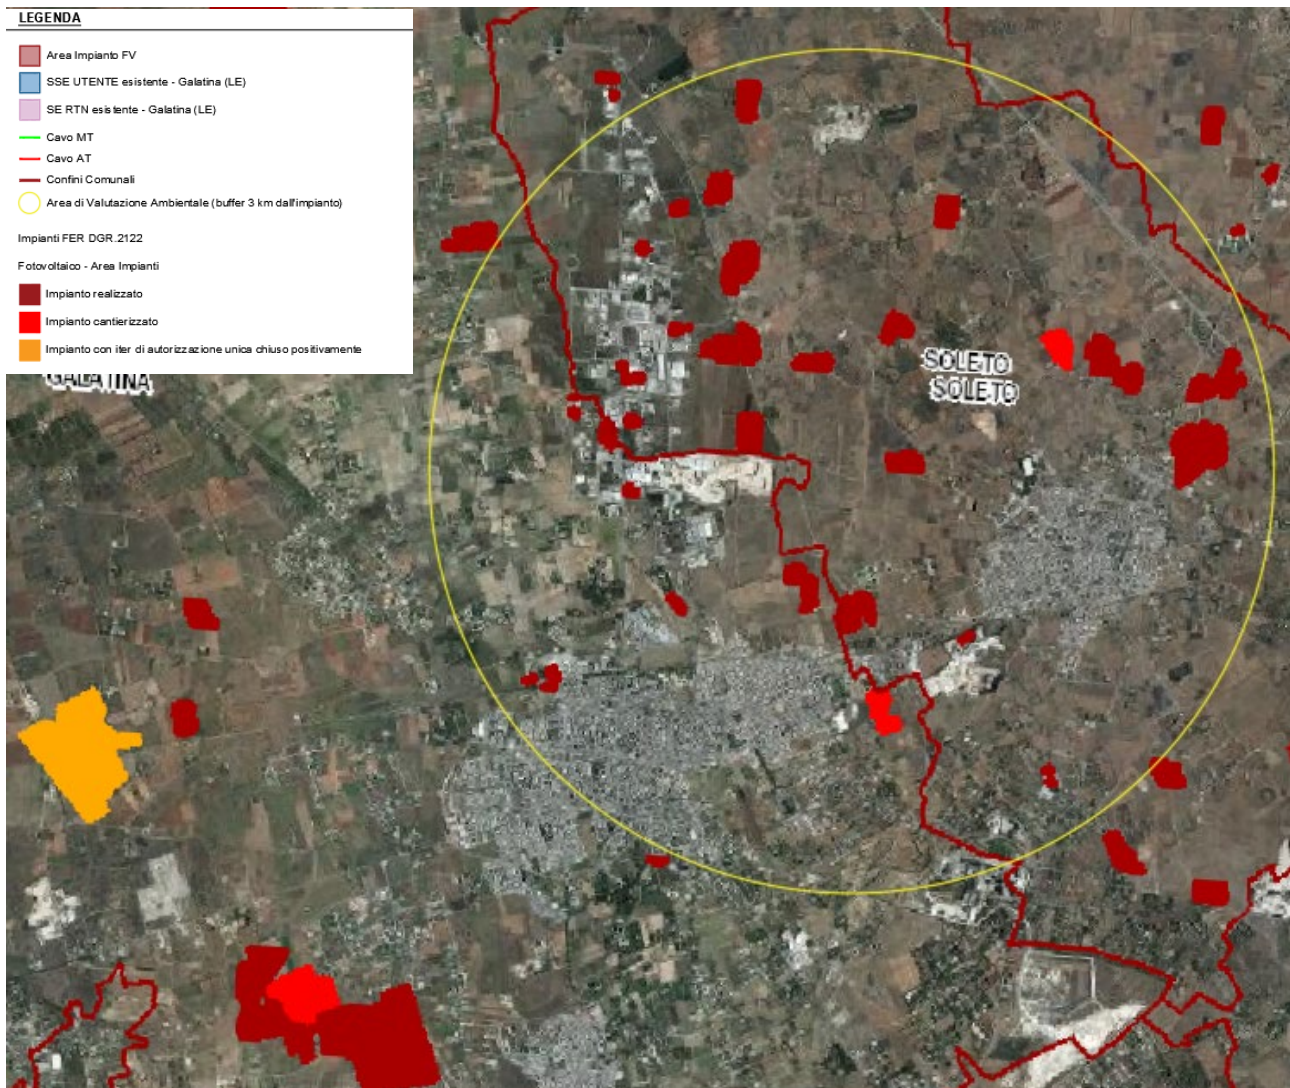 LEGENDA
Area Impianto FV
SSE UTENTE esistente - Galatina (LE)
SE RTN esistente - Galatina (LE)
Cavo MT
Cavo AT
Confini Comunali
Area di Valutazione Ambientale (buffer 3 km dall'impianto)
Impianti FER DGR.2122
Fotovoltaico - Area Impianti
Impianto realizzato
Impianto cantierizzato
Impianto con iter di autorizzazione unica chiuso positivamente
GALATINA
SOLETO
SOLETO